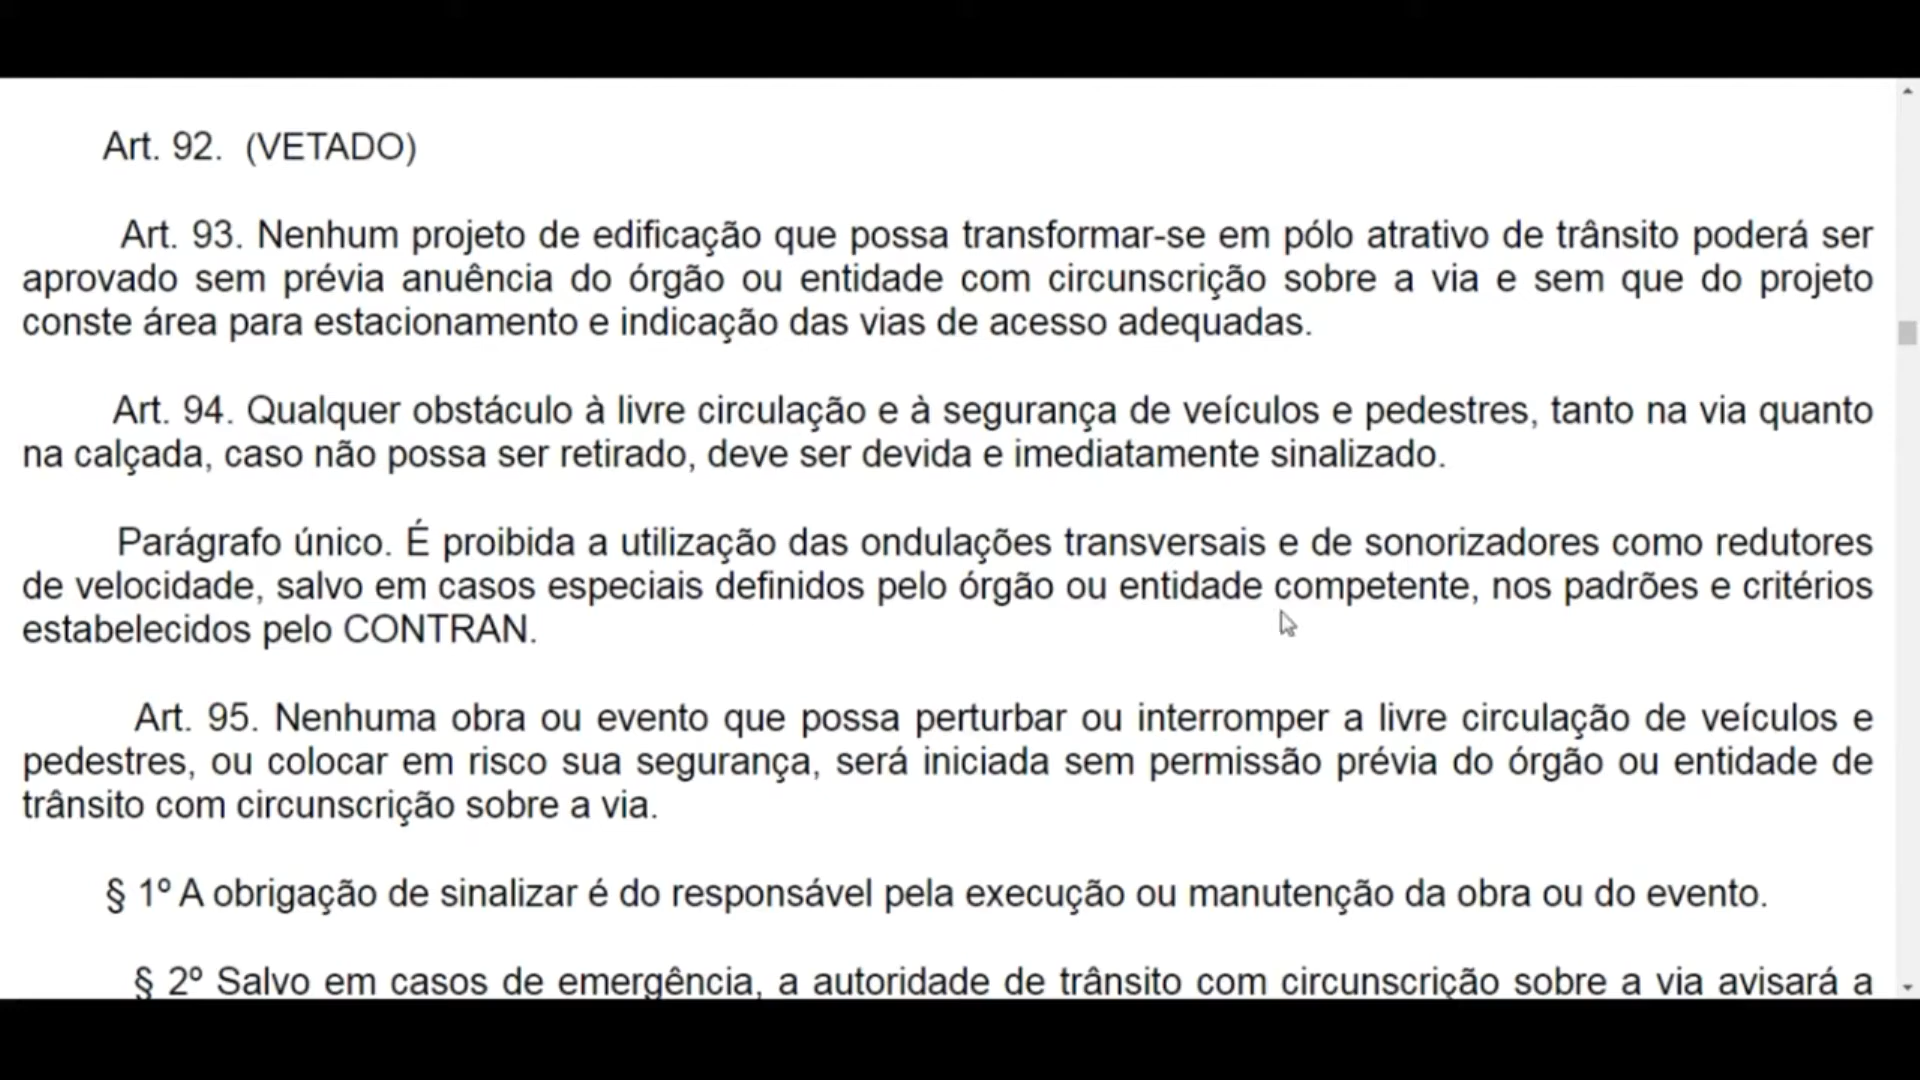 Art. 92. (VETADO)
Art. 93. Nenhum projeto de edificação que possa transformar-se em pólo atrativo de trânsito poderá ser
aprovado sem prévia anuência do órgão ou entidade com circunscrição sobre a via e sem que do projeto
conste área para estacionamento e indicação das vias de acesso adequadas.
Art. 94. Qualquer obstáculo à livre circulação e à segurança de veículos e pedestres, tanto na via quanto
na calçada, caso não possa ser retirado, deve ser devida e imediatamente sinalizado.
Parágrafo único. É proibida a utilização das ondulações transversais e de sonorizadores como redutores
de velocidade, salvo em casos especiais definidos pelo órgão ou entidade competente, nos padrões e critérios
estabelecidos pelo CONTRAN.
Art. 95. Nenhuma obra ou evento que possa perturbar ou interromper a livre circulação de veículos e
pedestres, ou colocar em risco sua segurança, será iniciada sem permissão prévia do órgão ou entidade de
trânsito com circunscrição sobre a via.
§ 1º A obrigação de sinalizar é do responsável pela execução ou manutenção da obra ou do evento.
§ 2º Salvo em casos de emergência, a autoridade de trânsito com circunscrição sobre a via avisará a